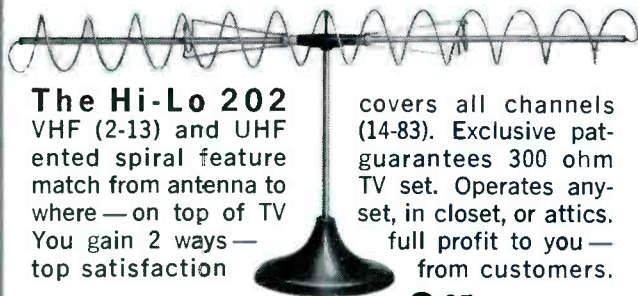 The Hi-Lo 202 covers all channels
VHF (2-13) and UHF (14-83). Exclusive pat-
ented spiral feature guarantees 300 ohm
match from antenna to TV set. Operates any-
where — on top of TV set, in closet, or attics.
You gain 2 ways — full profit to you —
top satisfaction from customers.